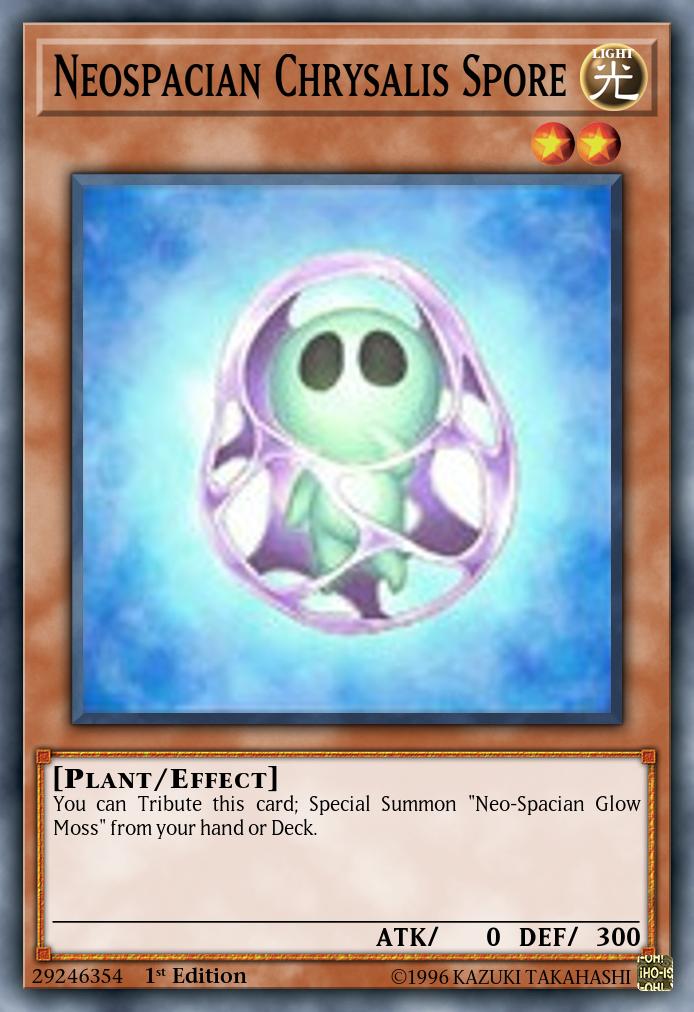 Neospacian Chrysalis Spore
LIGHT
光
[Plant/Effect]
You can Tribute this card; Special Summon "Neo-Spacian Glow
Moss" from your hand or Deck.
ATK/ 0 DEF/ 300
29246354 1st Edition ©1996 KAZUKI TAKAHASHI